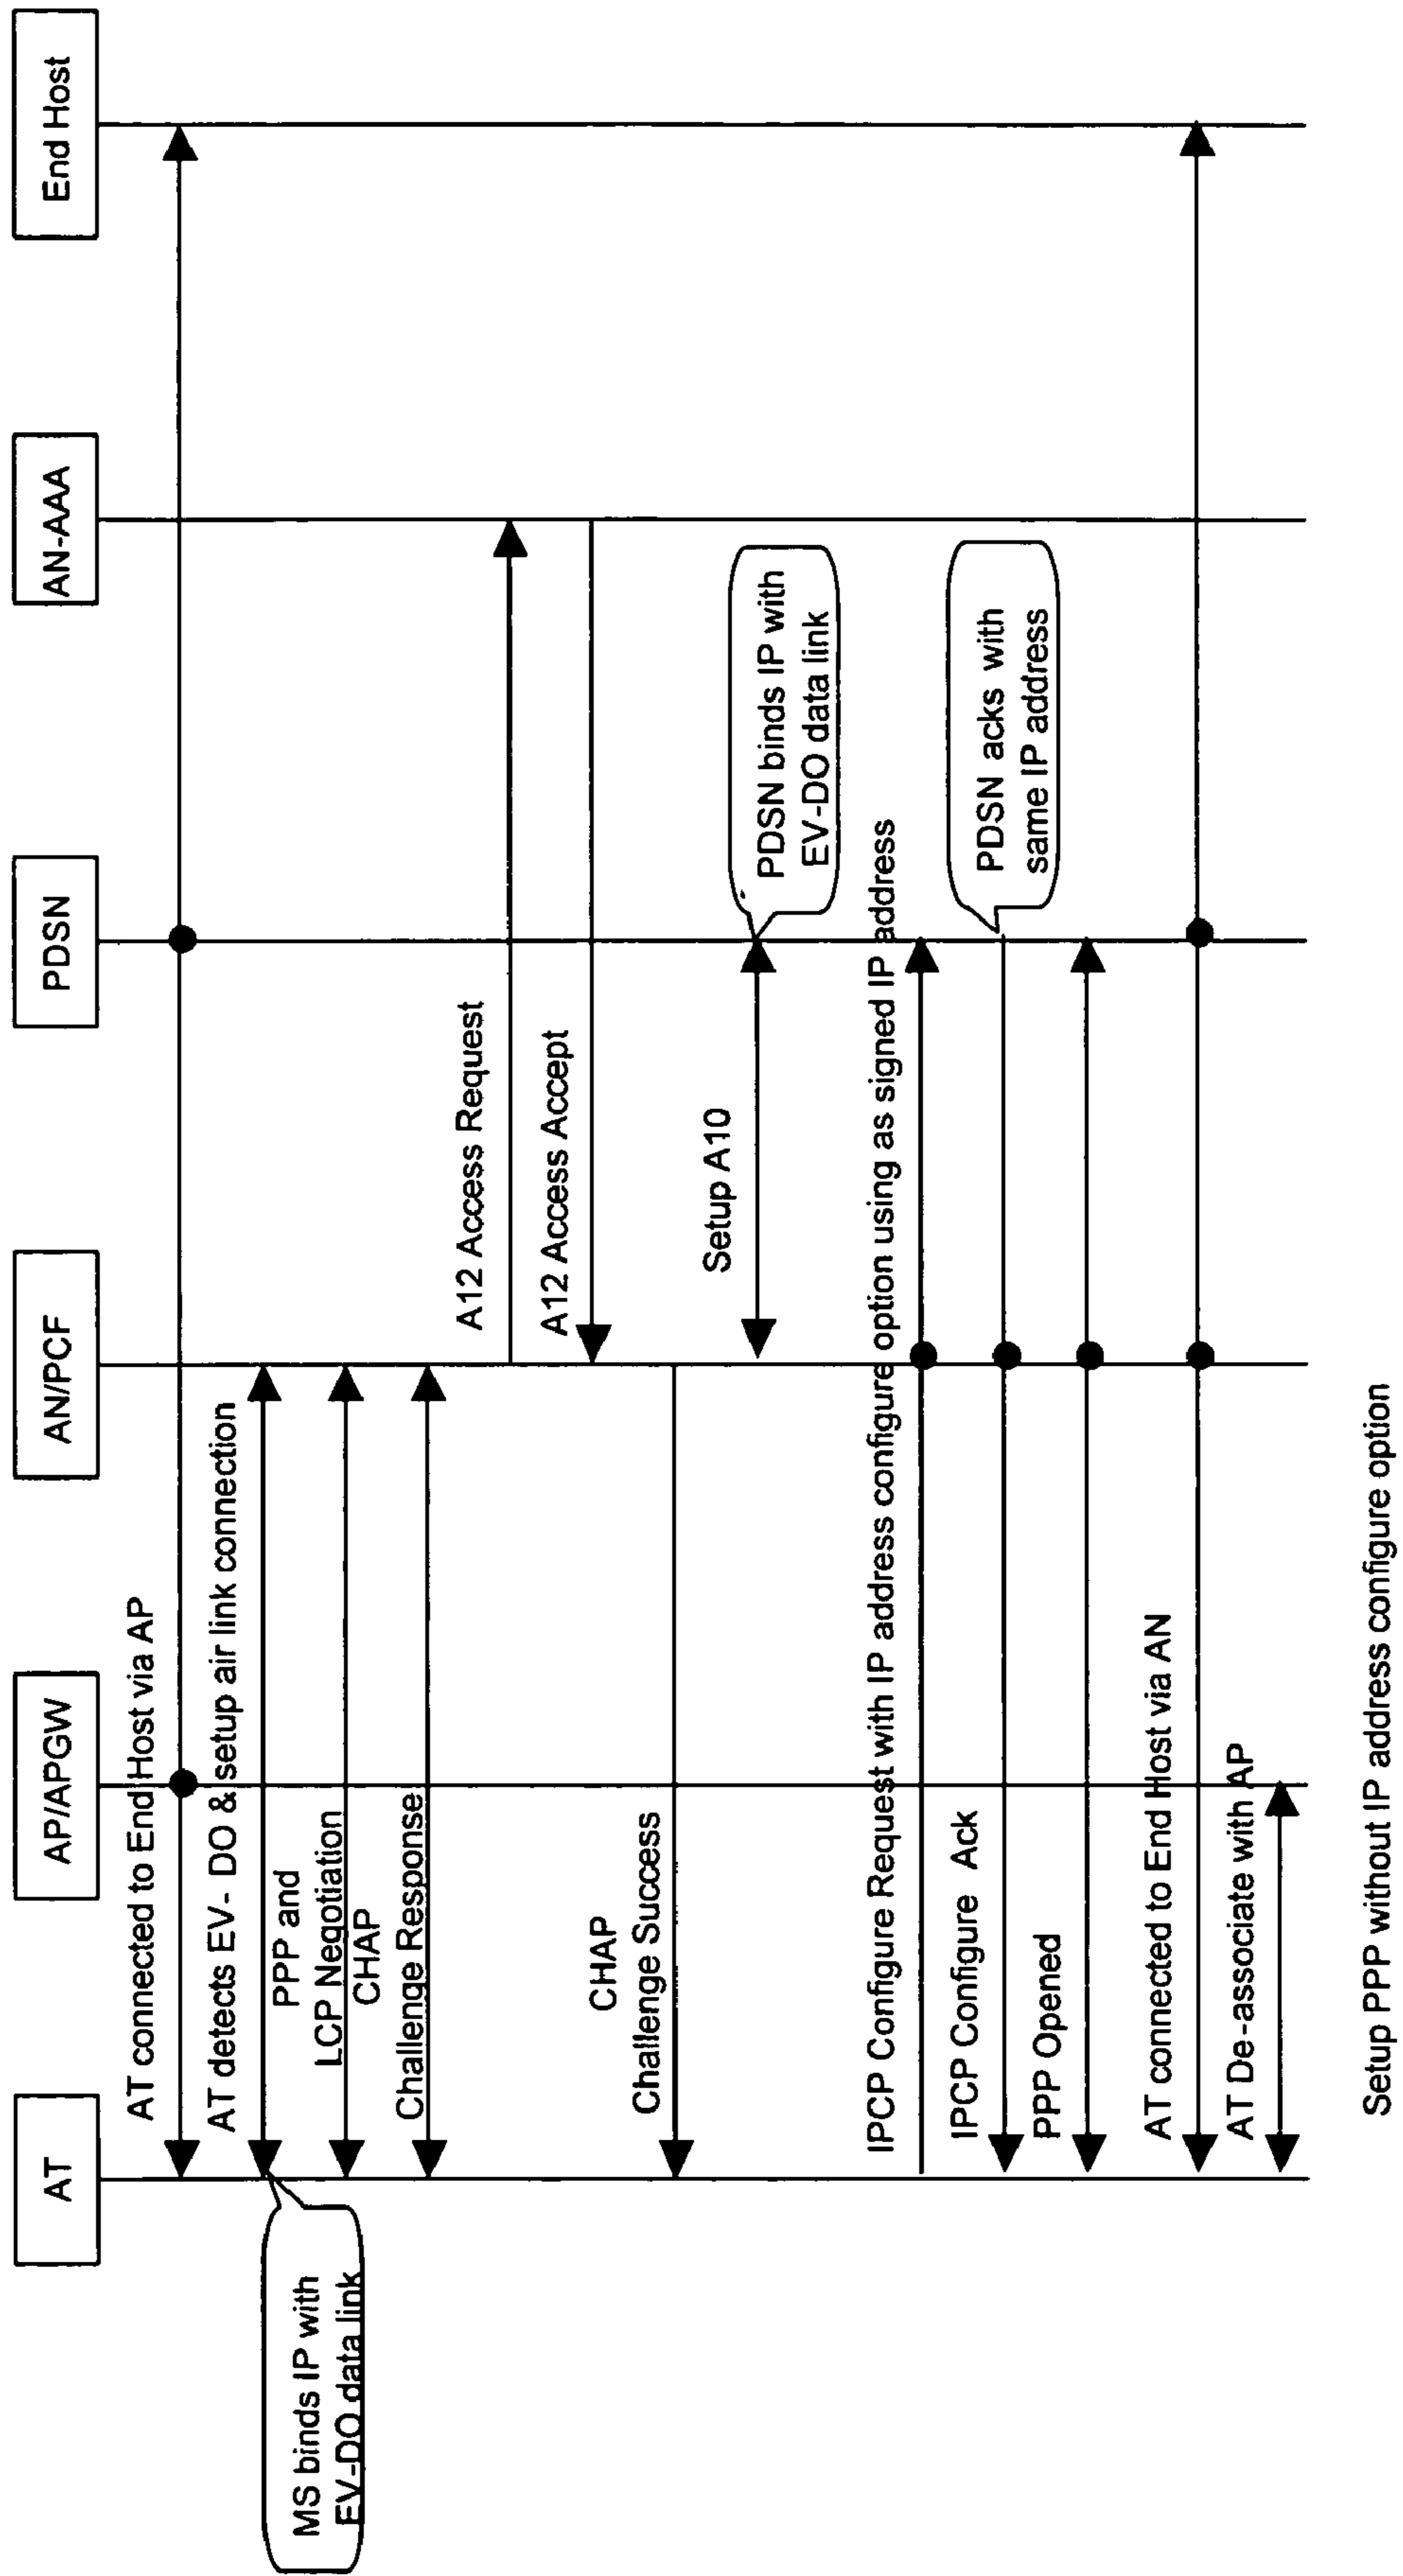 AT
AP/APGW
AN/PCF
PDSN
AN-AAA
End Host
AT connected to End Host via AP
AT detects EV- DO & setup air link connection
MS binds IP with
EV-DO data link
PPP and
LCP Negotiation
CHAP
Challenge Response
A12 Access Request
A12 Access Accept
CHAP
Challenge Success
Setup A10
PDSN binds IP with
EV-DO data link
IPCP Configure Request with IP address configure option using as signed IP address
IPCP Configure Ack
PDSN acks with
same IP address
PPP Opened
AT connected to End Host via AN
AT De-associate with AP
Setup PPP without IP address configure option